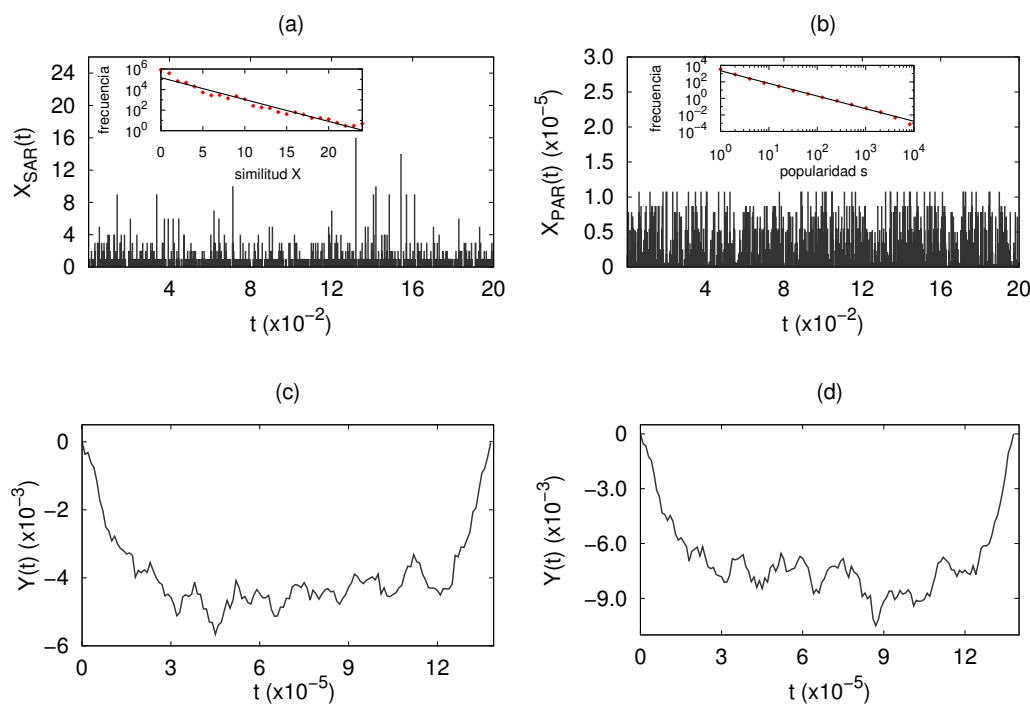 (a)
X_SAR(t)
26
24
20
16
12
8
4
0
4 8 12 16 20
t (x10^−2)
frecuencia
10^6
10^4
10^2
10^0
0 5 10 15 20
similitud X
(b)
X_PAR(t) (x10^−5)
3.0
2.5
2.0
1.5
1.0
0.5
0
4 8 12 16 20
t (x10^−2)
frecuencia
10^4
10^2
10^0
10^−2
10^−4
10^0 10^1 10^2 10^3 10^4
popularidad s
(c)
Y(t) (x10^−3)
0
−2
−4
−6
0 3 6 9 12
t (x10^−5)
(d)
Y(t) (x10^−3)
0
−3.0
−6.0
−9.0
0 3 6 9 12
t (x10^−5)